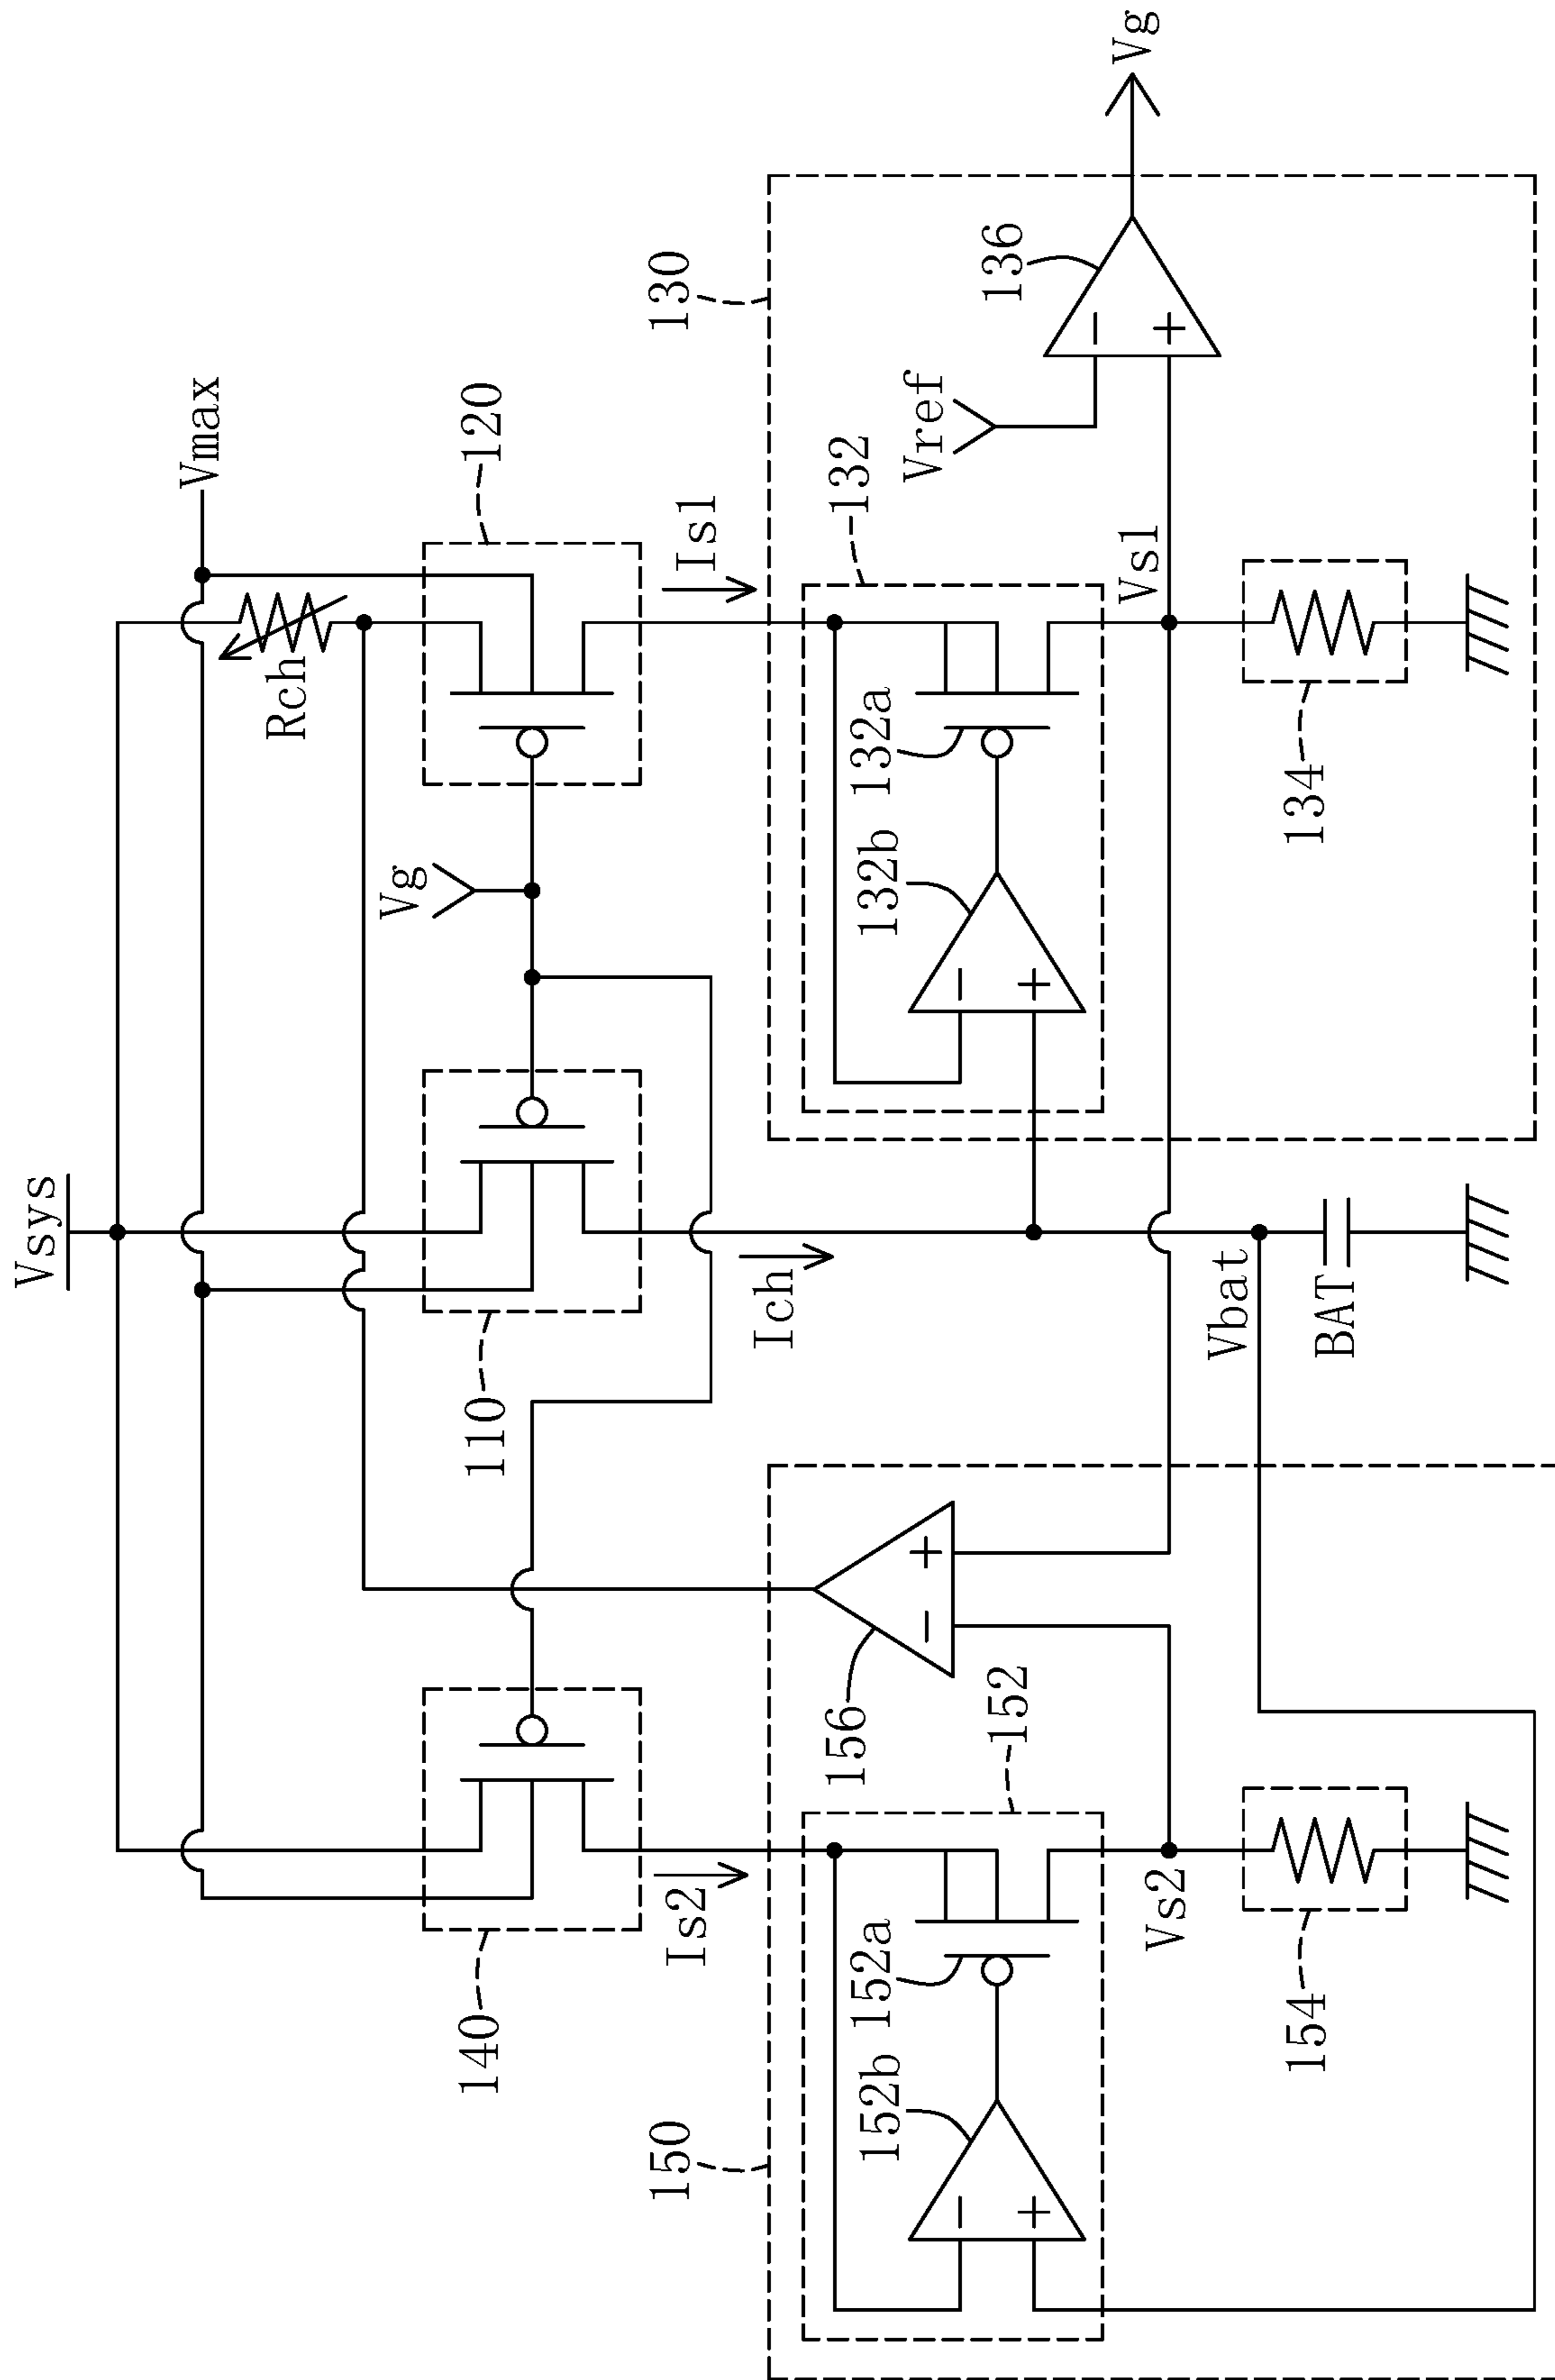 Vsys
Vmax
Rch
120
Vg
110
140
Is1
Ich
Is2
130
150
132
132a
132b
Vref
136
Vg
156
152
152a
152b
Vs1
Vbat
Vs2
134
BAT
154
−
+
−
+
−
+
−
+